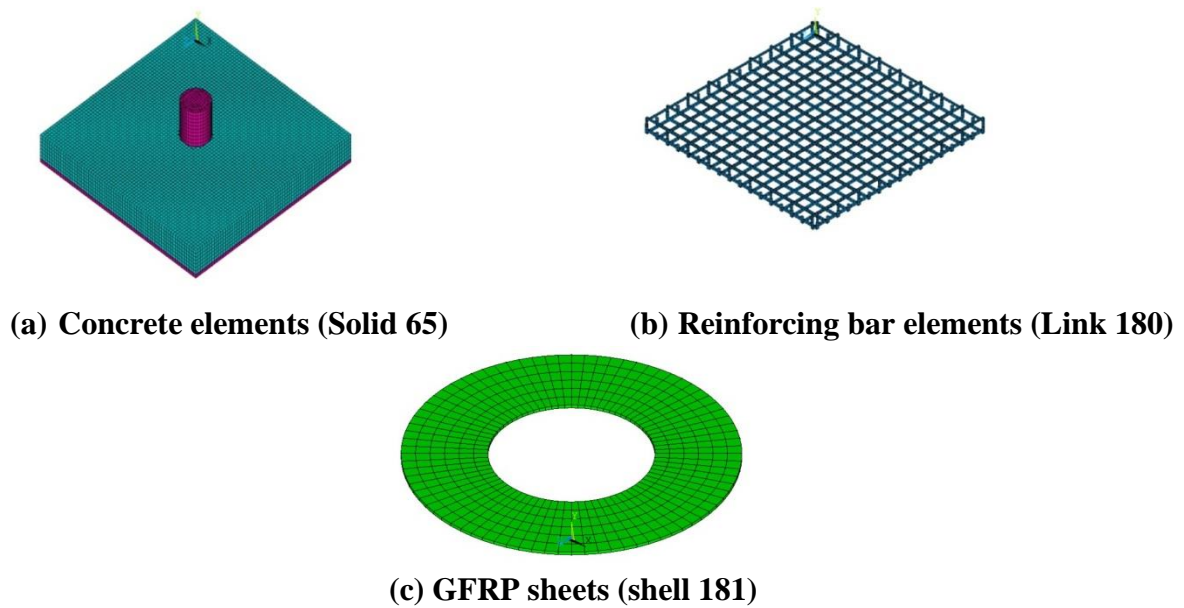 (a) Concrete elements (Solid 65)
(b) Reinforcing bar elements (Link 180)
(c) GFRP sheets (shell 181)